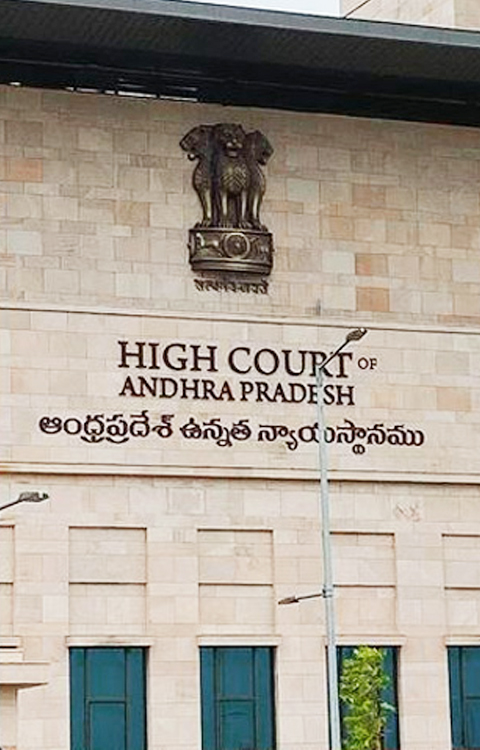 सत्यमेव जयते
HIGH COURT OF
ANDHRA PRADESH
ఆంధ్రప్రదేశ్ ఉన్నత న్యాయస్థానము